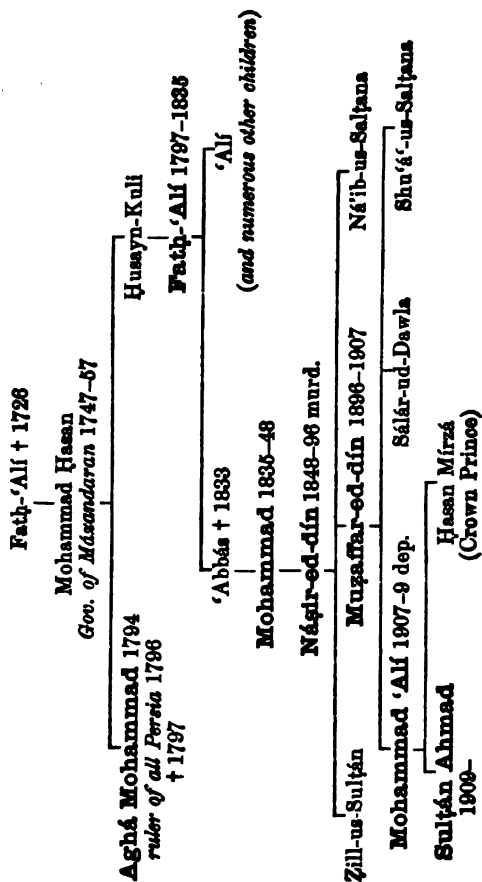 Fatḥ-‘Alí † 1726
Mohammad Ḥasan
Gov. of Mázandaran 1747–57
Aghá Mohammad 1794
ruler of all Persia 1796
† 1797
Ḥusayn-Kuli
Fatḥ-‘Alí 1797–1835
‘Abbás † 1833
‘Alí
(and numerous other children)
Mohammad 1835–48
Náṣir-ed-dín 1848–96 murd.
Ẓill-us-Sulṭán
Muẓaffar-ed-dín 1896–1907
Ná’ib-us-Salṭana
Mohammad ‘Alí 1907–9 dep.
Sálár-ud-Dawla
Shu‘á‘-us-Salṭana
Sulṭán Ahmad
1909–
Ḥasan Mírzá
(Crown Prince)